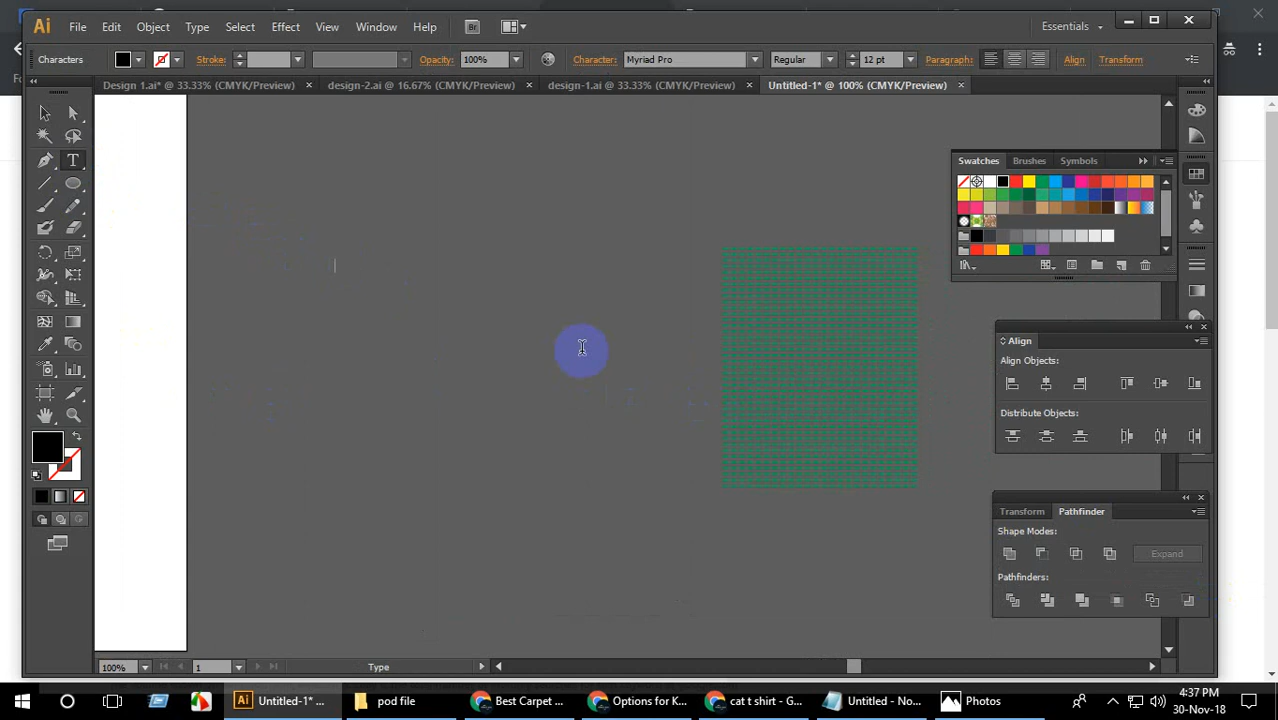 Ai File Edit Object Type Select Effect View Window Help Br Essentials
Characters Stroke: Opacity: 100% Character: Myriad Pro Regular 12 pt Paragraph: Align Transform
Design 1.ai* @ 33.33% (CMYK/Preview) × design-2.ai @ 16.67% (CMYK/Preview) × design-1.ai @ 33.33% (CMYK/Preview) × Untitled-1* @ 100% (CMYK/Preview) ×
Swatches Brushes Symbols
Align
Align Objects:
Distribute Objects:
Transform Pathfinder
Shape Modes:
Expand
Pathfinders:
100% 1 Type
Untitled-1* ... pod file Best Carpet ... Options for K... cat t shirt - G... Untitled - No... Photos
4:37 PM
30-Nov-18